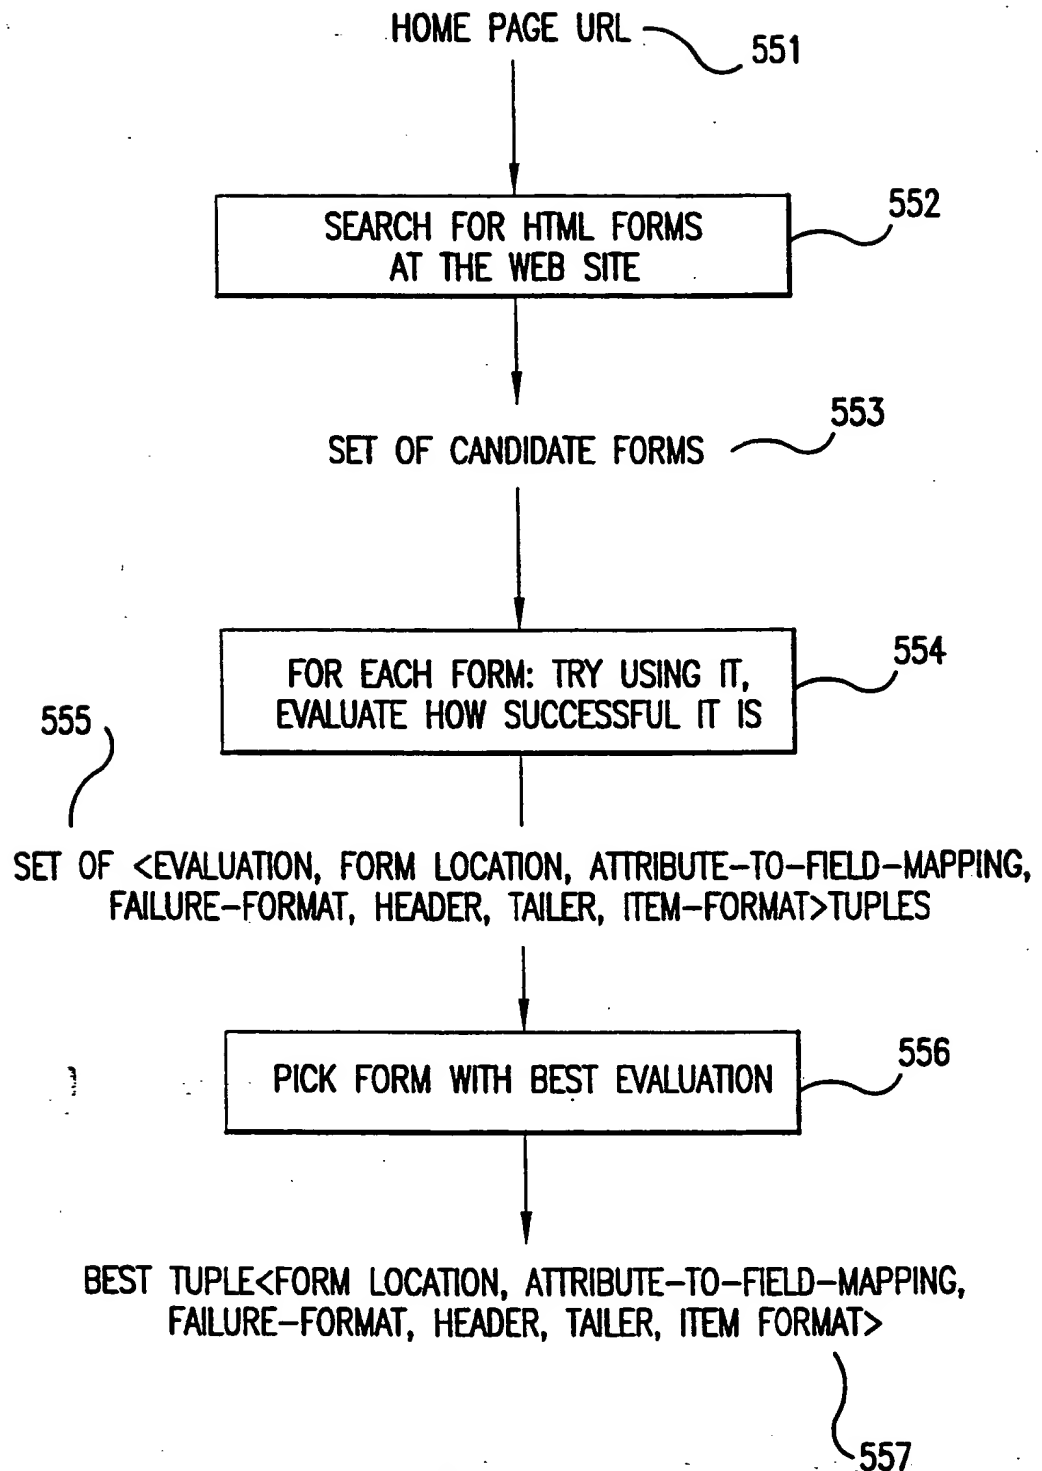 HOME PAGE URL 551
SEARCH FOR HTML FORMS 552
AT THE WEB SITE
SET OF CANDIDATE FORMS 553
FOR EACH FORM: TRY USING IT, 554
EVALUATE HOW SUCCESSFUL IT IS
555
SET OF <EVALUATION, FORM LOCATION, ATTRIBUTE-TO-FIELD-MAPPING,
FAILURE-FORMAT, HEADER, TAILER, ITEM-FORMAT>TUPLES
PICK FORM WITH BEST EVALUATION 556
BEST TUPLE<FORM LOCATION, ATTRIBUTE-TO-FIELD-MAPPING,
FAILURE-FORMAT, HEADER, TAILER, ITEM FORMAT>
557